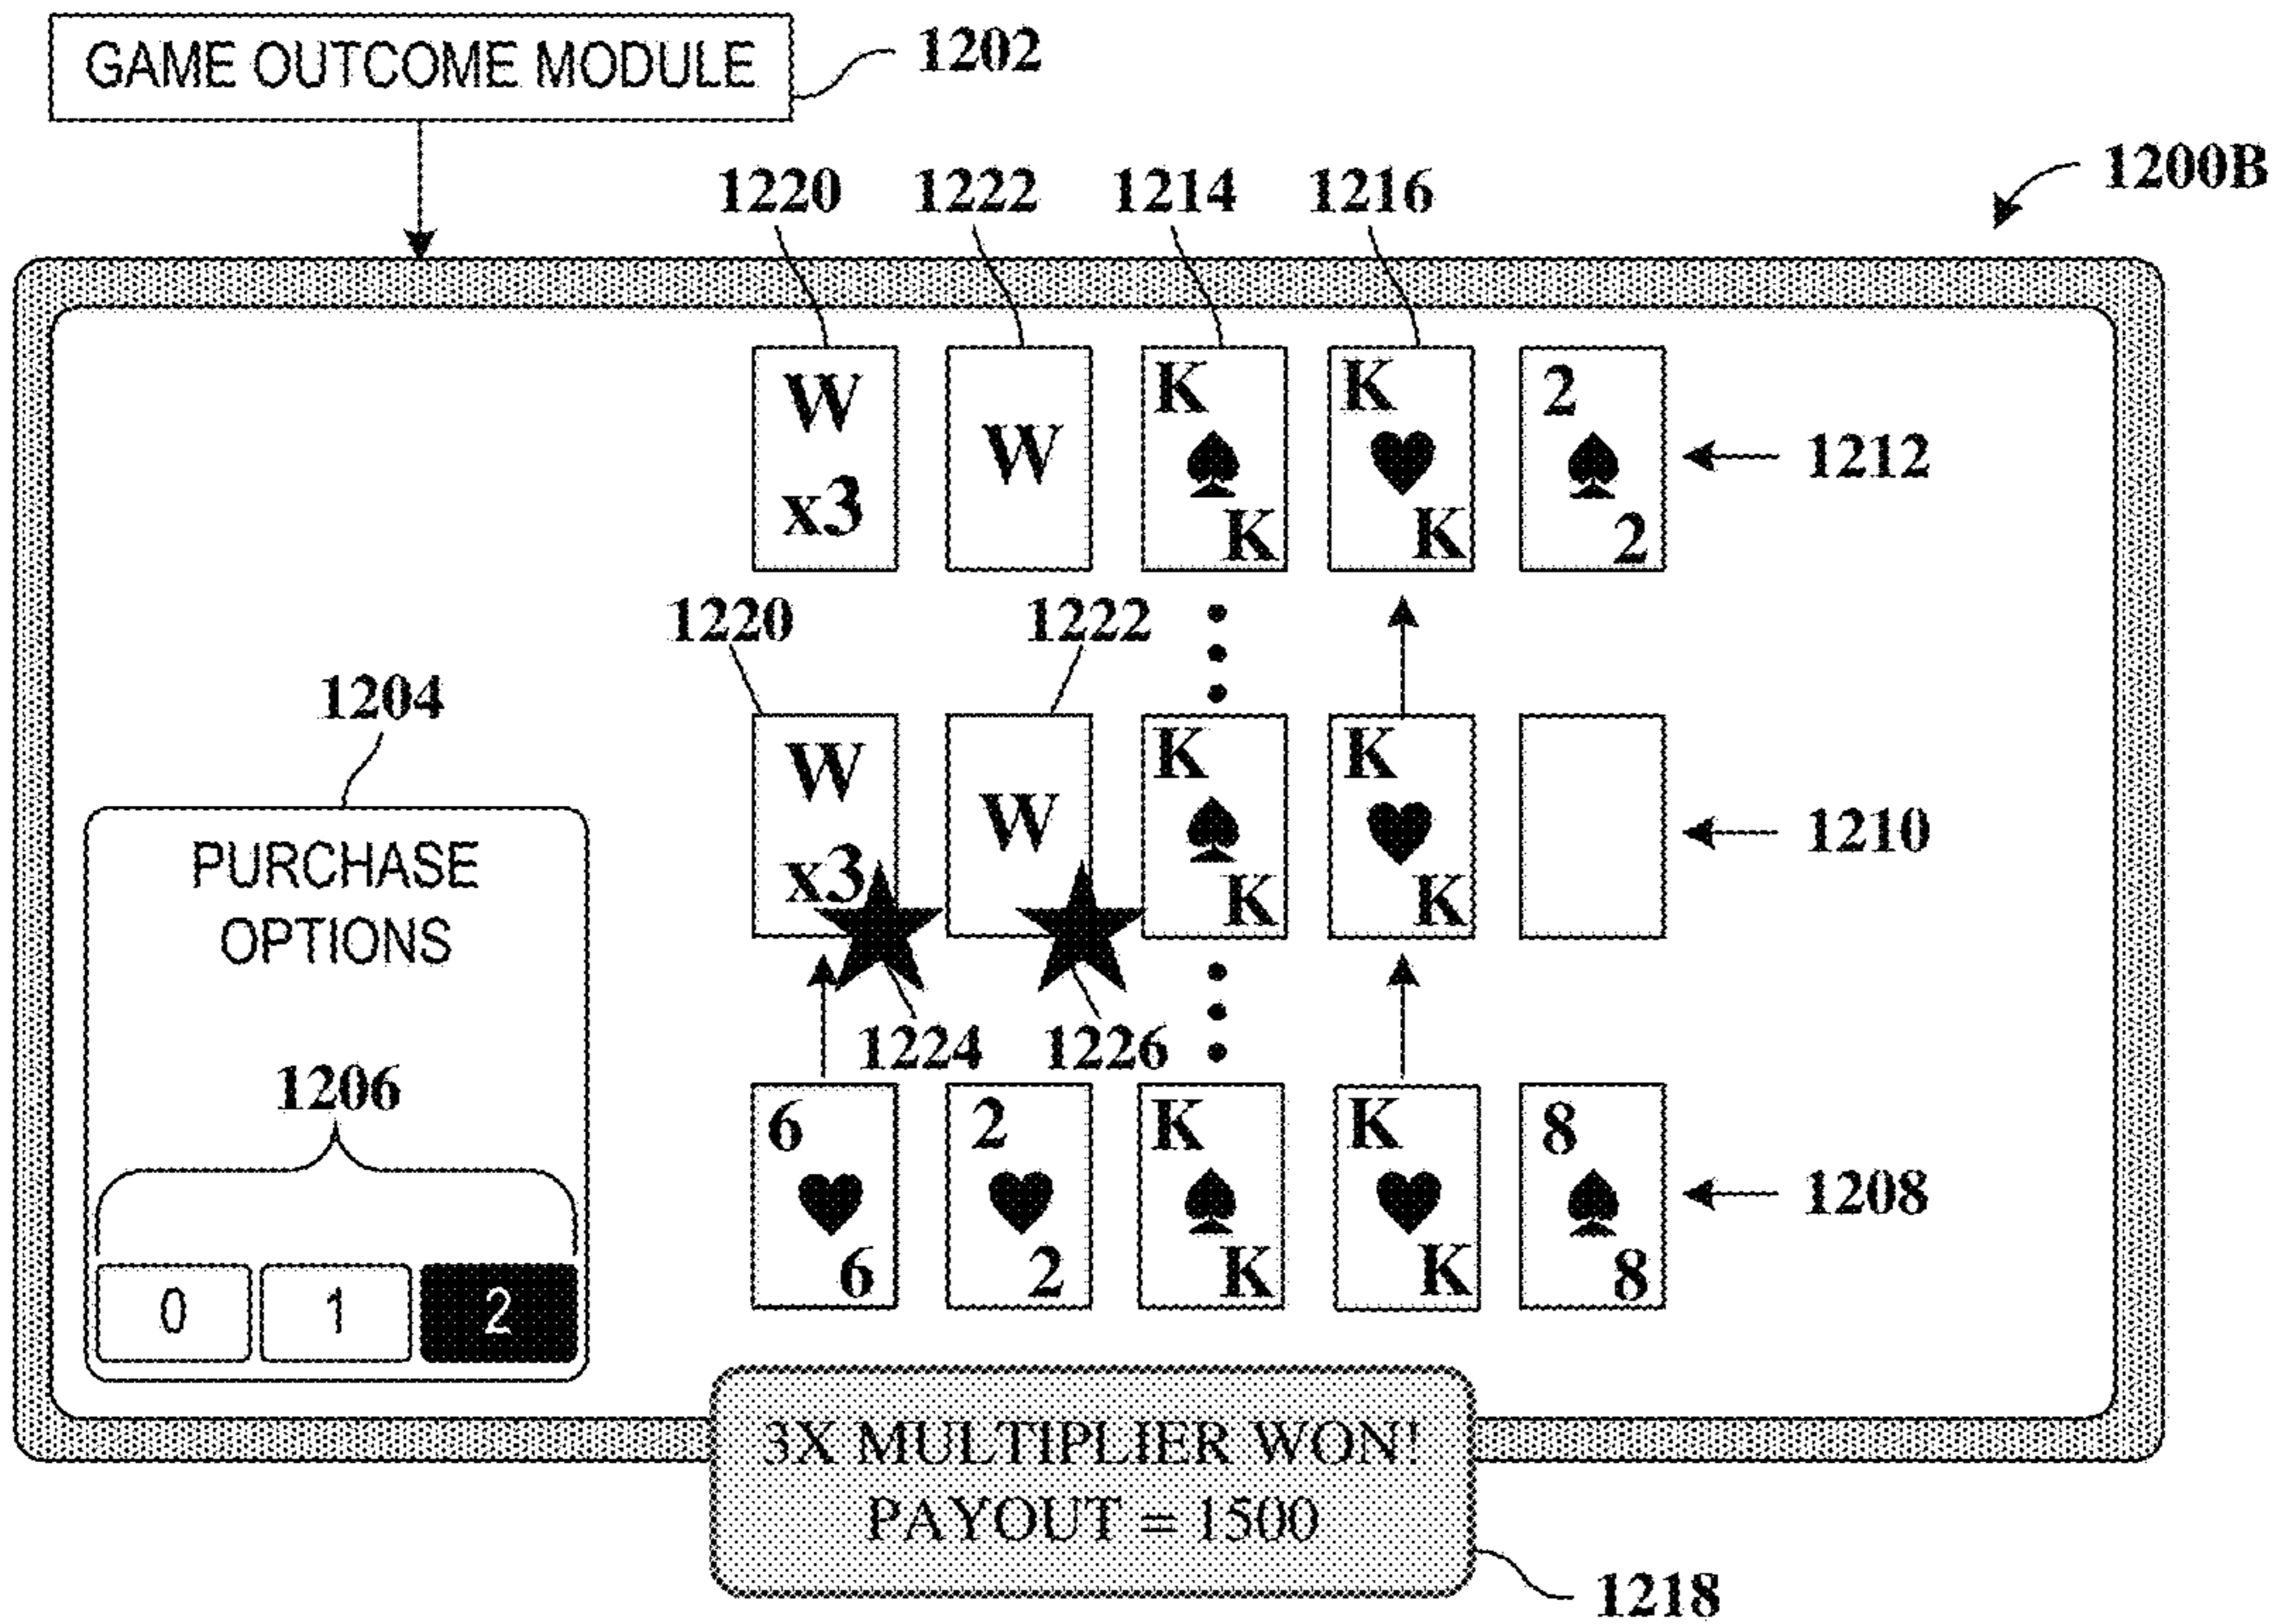 GAME OUTCOME MODULE
1202
1200B
1220 1222 1214 1216
W W K K 2
x3 K K 2
1212
1220 1222
W W K K
x3 K K
1210
1204
PURCHASE
OPTIONS
1224 1226
1206
6 2 K K 8
6 2 K K 8
1208
0 1 2
3X MULTIPLIER WON!
PAYOUT = 1500
1218